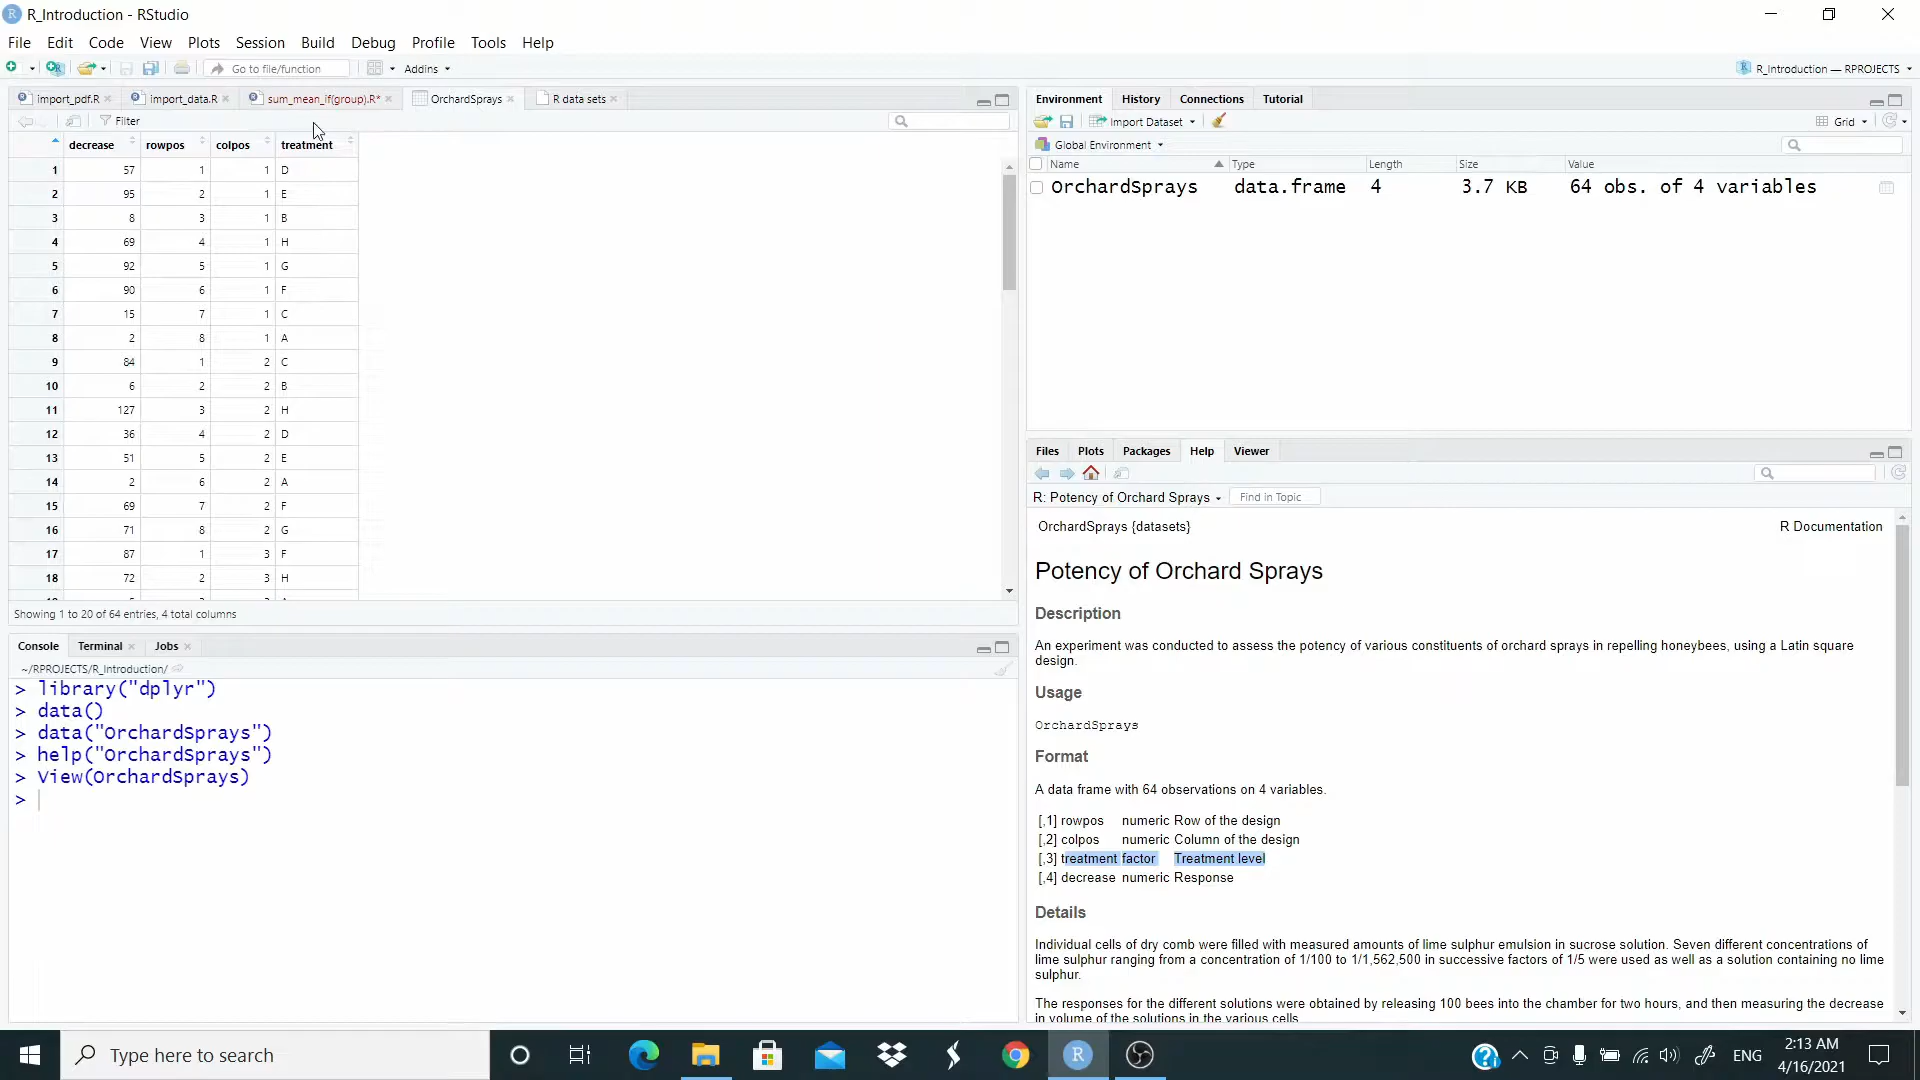 R_Introduction - RStudio
File Edit Code View Plots Session Build Debug Profile Tools Help
Go to file/function Addins R_Introduction — RPROJECTS
import_pdf.R import_data.R sum_mean_if(group).R* OrchardSprays R data sets
Filter
decrease rowpos colpos treatment
1 57 1 1 D
2 95 2 1 E
3 8 3 1 B
4 69 4 1 H
5 92 5 1 G
6 90 6 1 F
7 15 7 1 C
8 2 8 1 A
9 84 1 2 C
10 6 2 2 B
11 127 3 2 H
12 36 4 2 D
13 51 5 2 E
14 2 6 2 A
15 69 7 2 F
16 71 8 2 G
17 87 1 3 F
18 72 2 3 H
Showing 1 to 20 of 64 entries, 4 total columns
Console Terminal Jobs
~/RPROJECTS/R_Introduction/
> library("dplyr")
> data()
> data("OrchardSprays")
> help("OrchardSprays")
> View(OrchardSprays)
>
Environment History Connections Tutorial
Import Dataset Grid
Global Environment
Name Type Length Size Value
OrchardSprays data.frame 4 3.7 KB 64 obs. of 4 variables
Files Plots Packages Help Viewer
R: Potency of Orchard Sprays Find in Topic
OrchardSprays {datasets} R Documentation
Potency of Orchard Sprays
Description
An experiment was conducted to assess the potency of various constituents of orchard sprays in repelling honeybees, using a Latin square
design.
Usage
OrchardSprays
Format
A data frame with 64 observations on 4 variables.
[,1] rowpos numeric Row of the design
[,2] colpos numeric Column of the design
[,3] treatment factor Treatment level
[,4] decrease numeric Response
Details
Individual cells of dry comb were filled with measured amounts of lime sulphur emulsion in sucrose solution. Seven different concentrations of
lime sulphur ranging from a concentration of 1/100 to 1/1,562,500 in successive factors of 1/5 were used as well as a solution containing no lime
sulphur.
The responses for the different solutions were obtained by releasing 100 bees into the chamber for two hours, and then measuring the decrease
in volume of the solutions in the various cells
Type here to search
ENG
2:13 AM
4/16/2021